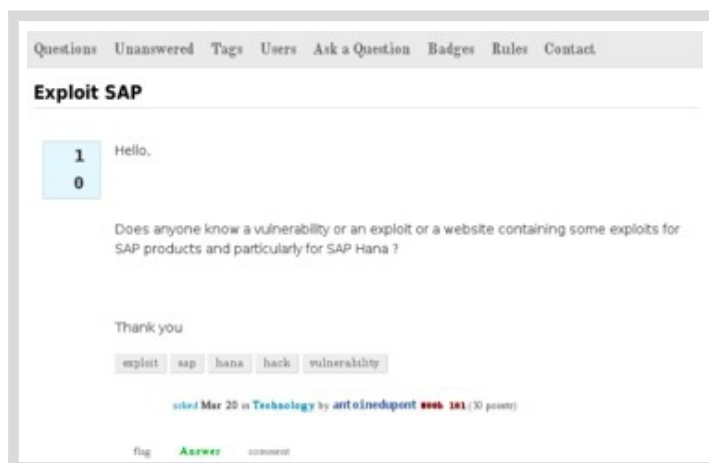 Questions Unanswered Tags Users Ask a Question Badges Rules Contact
Exploit SAP
1
0
Hello,
Does anyone know a vulnerability or an exploit or a website containing some exploits for
SAP products and particularly for SAP Hana ?
Thank you
exploit sap hana hack vulnerability
asked Mar 20 in Technology by antoinedupont N00b 101 (30 points)
flag Answer comment